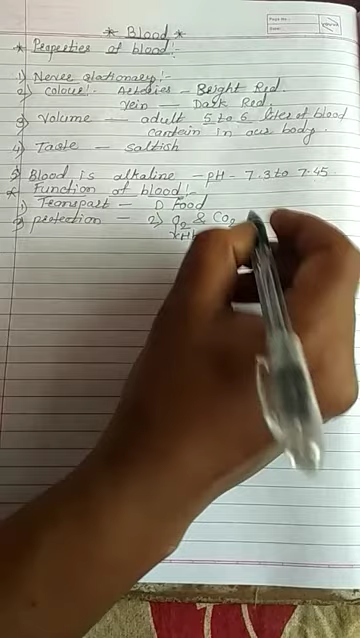 * Blood *
* Properties of blood:-
1) Never stationary!-
2) colour!- Arteries - Bright Red.
vein - Dark Red.
3) Volume - adult 5 to 6 liter of blood
contain in our body.
4) Taste - saltish
5) Blood is alkaline - pH - 7.3 to 7.45.
* Function of blood:-
1) Transport - 1) Food
2) protection - 2) O2 & CO2